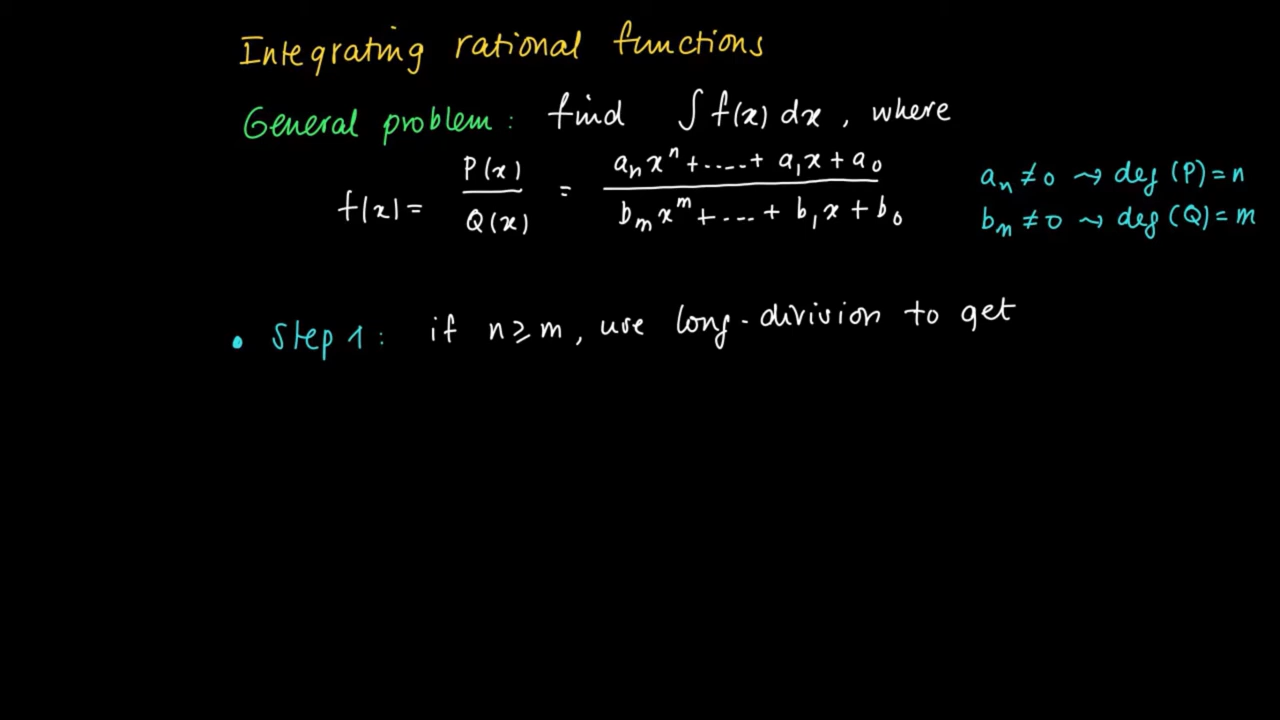 Integrating rational functions
General problem: find ∫ f(x) dx, where
f(x) = P(x)/Q(x) = (aₙxⁿ + ..... + a₁x + a₀)/(bₘxᵐ + .... + b₁x + b₀)
aₙ ≠ 0 ⇝ deg (P) = n
bₘ ≠ 0 ⇝ deg (Q) = m
• Step 1: if n ≥ m, use long-division to get